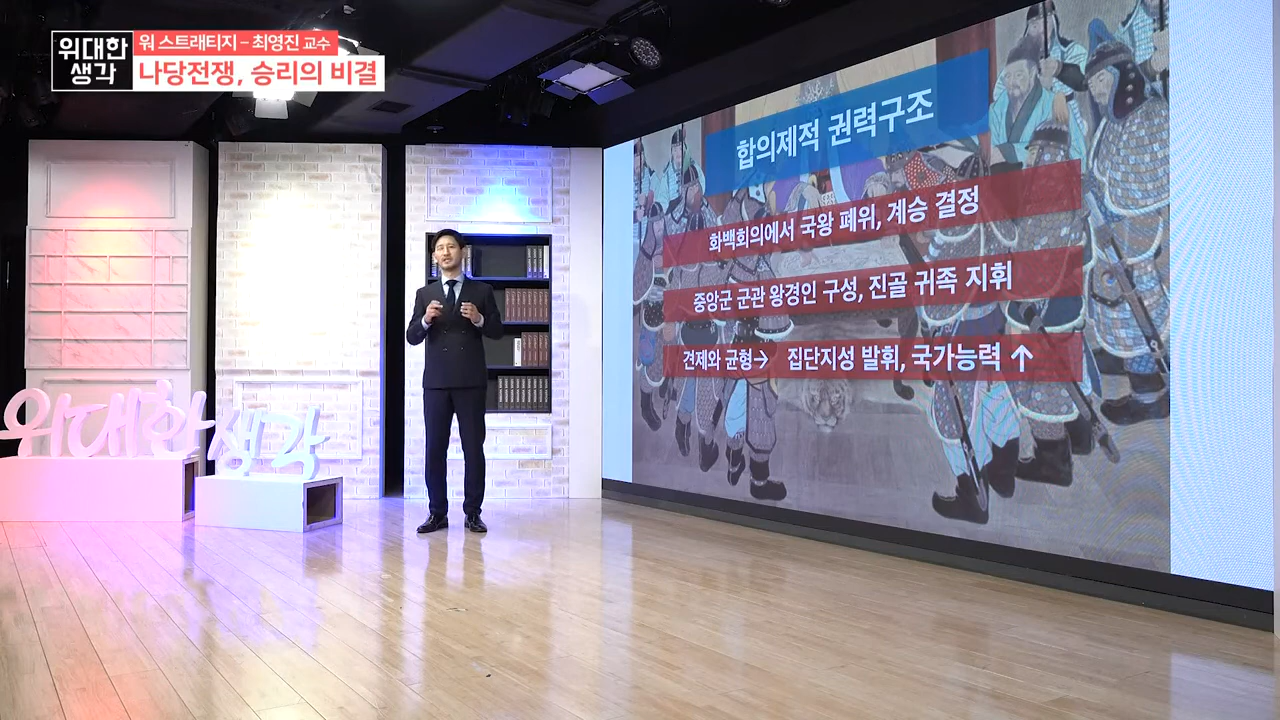 위대한
생각
워 스트래티지 – 최영진 교수
나당전쟁, 승리의 비결
합의제적 권력구조
화백회의에서 국왕 폐위, 계승 결정
중앙군 군관 왕경인 구성, 진골 귀족 지휘
견제와 균형→ 집단지성 발휘, 국가능력 ↑
위대한 생각